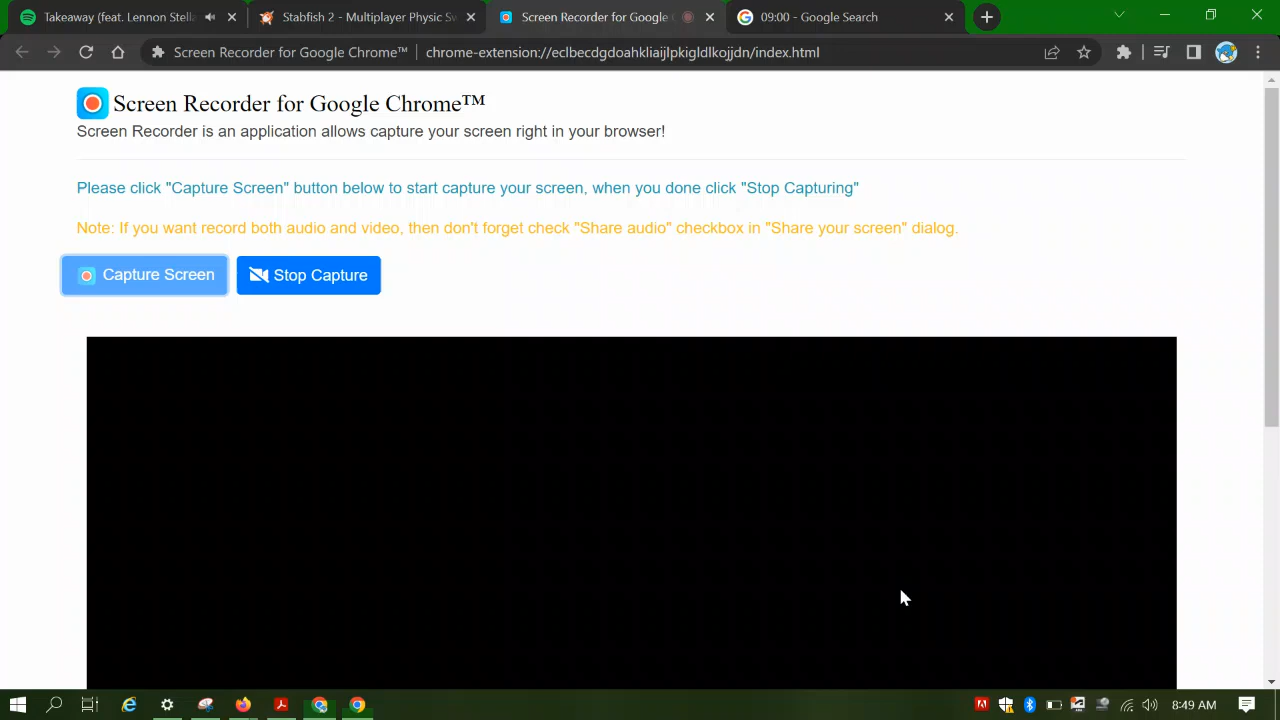 Takeaway (feat. Lennon Stella
Stabfish 2 - Multiplayer Physic Sw
Screen Recorder for Google C
09:00 - Google Search
Screen Recorder for Google Chrome™
chrome-extension://eclbecdgdoahkliaijlpkigldlkojjdn/index.html
Screen Recorder for Google Chrome™
Screen Recorder is an application allows capture your screen right in your browser!
Please click "Capture Screen" button below to start capture your screen, when you done click "Stop Capturing"
Note: If you want record both audio and video, then don't forget check "Share audio" checkbox in "Share your screen" dialog.
Capture Screen
Stop Capture
8:49 AM